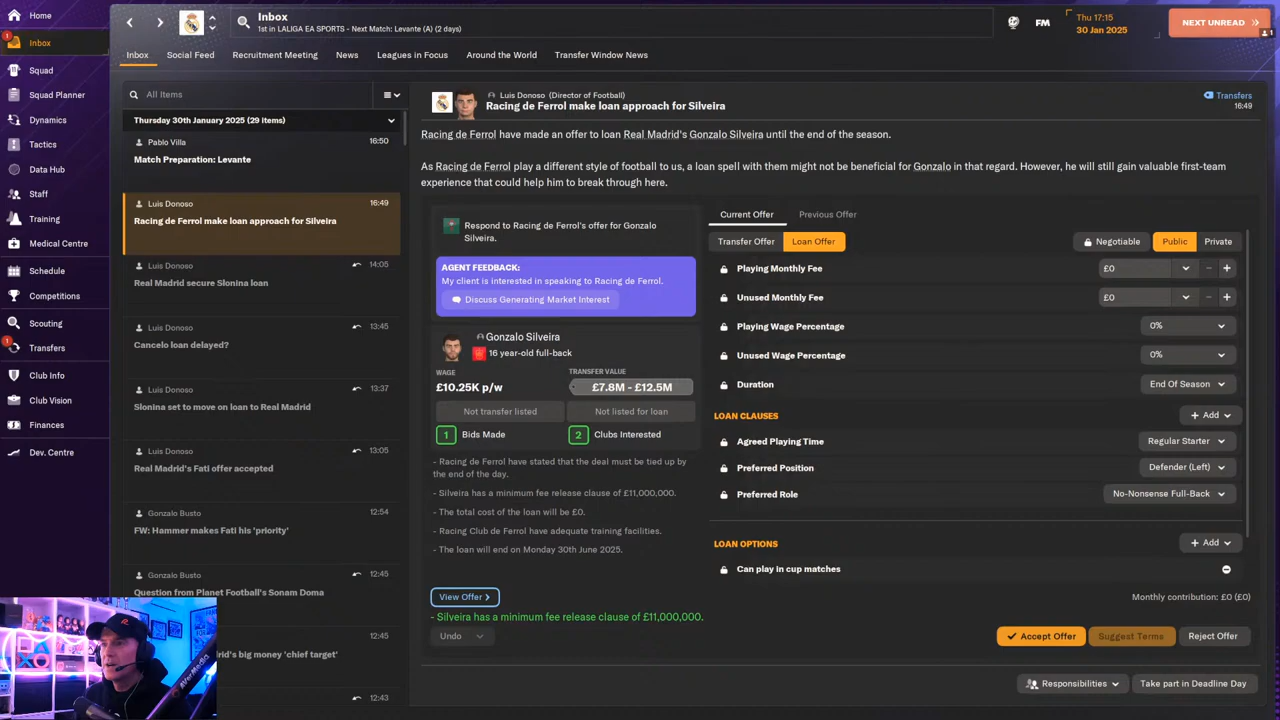 Home
Inbox
1
Squad
Squad Planner
Dynamics
Tactics
Data Hub
Staff
Training
Medical Centre
Schedule
Competitions
Scouting
1
Transfers
Club Info
Club Vision
Finances
Dev. Centre
Inbox
1st in LALIGA EA SPORTS - Next Match: Levante (A) (2 days)
FM
Thu 17:15
30 Jan 2025
NEXT UNREAD
1
Inbox
Social Feed
Recruitment Meeting
News
Leagues in Focus
Around the World
Transfer Window News
All Items
Thursday 30th January 2025 (29 items)
Pablo Villa
16:50
Match Preparation: Levante
Luis Donoso
16:49
Racing de Ferrol make loan approach for Silveira
Luis Donoso
14:05
Real Madrid secure Slonina loan
Luis Donoso
13:45
Cancelo loan delayed?
Luis Donoso
13:37
Slonina set to move on loan to Real Madrid
Luis Donoso
13:05
Real Madrid's Fati offer accepted
Gonzalo Busto
12:54
FW: Hammer makes Fati his 'priority'
Gonzalo Busto
12:45
Question from Planet Football's Sonam Doma
12:45
d's big money 'chief target'
12:43
Luis Donoso (Director of Football)
Racing de Ferrol make loan approach for Silveira
Transfers
16:49
Racing de Ferrol have made an offer to loan Real Madrid's Gonzalo Silveira until the end of the season.
As Racing de Ferrol play a different style of football to us, a loan spell with them might not be beneficial for Gonzalo in that regard. However, he will still gain valuable first-team
experience that could help him to break through here.
Respond to Racing de Ferrol's offer for Gonzalo
Silveira.
AGENT FEEDBACK:
My client is interested in speaking to Racing de Ferrol.
Discuss Generating Market Interest
Gonzalo Silveira
16 year-old full-back
WAGE
TRANSFER VALUE
£10.25K p/w
£7.8M - £12.5M
Not transfer listed
Not listed for loan
1 Bids Made
2 Clubs Interested
- Racing de Ferrol have stated that the deal must be tied up by
the end of the day.
- Silveira has a minimum fee release clause of £11,000,000.
- The total cost of the loan will be £0.
- Racing Club de Ferrol have adequate training facilities.
- The loan will end on Monday 30th June 2025.
View Offer
- Silveira has a minimum fee release clause of £11,000,000.
Undo
Current Offer
Previous Offer
Transfer Offer
Loan Offer
Negotiable
Public
Private
Playing Monthly Fee
£0
Unused Monthly Fee
£0
Playing Wage Percentage
0%
Unused Wage Percentage
0%
Duration
End Of Season
LOAN CLAUSES
+ Add
Agreed Playing Time
Regular Starter
Preferred Position
Defender (Left)
Preferred Role
No-Nonsense Full-Back
LOAN OPTIONS
+ Add
Can play in cup matches
Monthly contribution: £0 (£0)
Accept Offer
Suggest Terms
Reject Offer
Responsibilities
Take part in Deadline Day